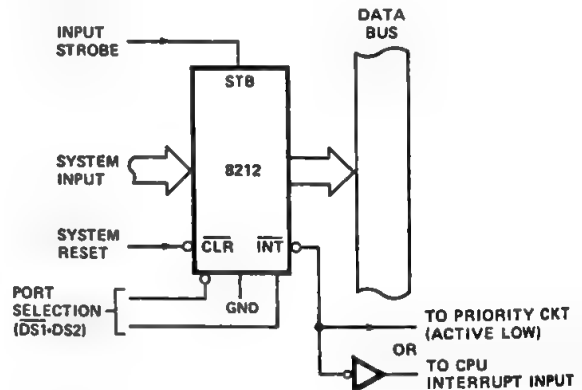 DATA
BUS
INPUT
STROBE
STB
SYSTEM
INPUT
8212
SYSTEM
RESET
CLR
INT
PORT
SELECTION
(DS1•DS2)
GND
TO PRIORITY CKT
(ACTIVE LOW)
OR
TO CPU
INTERRUPT INPUT